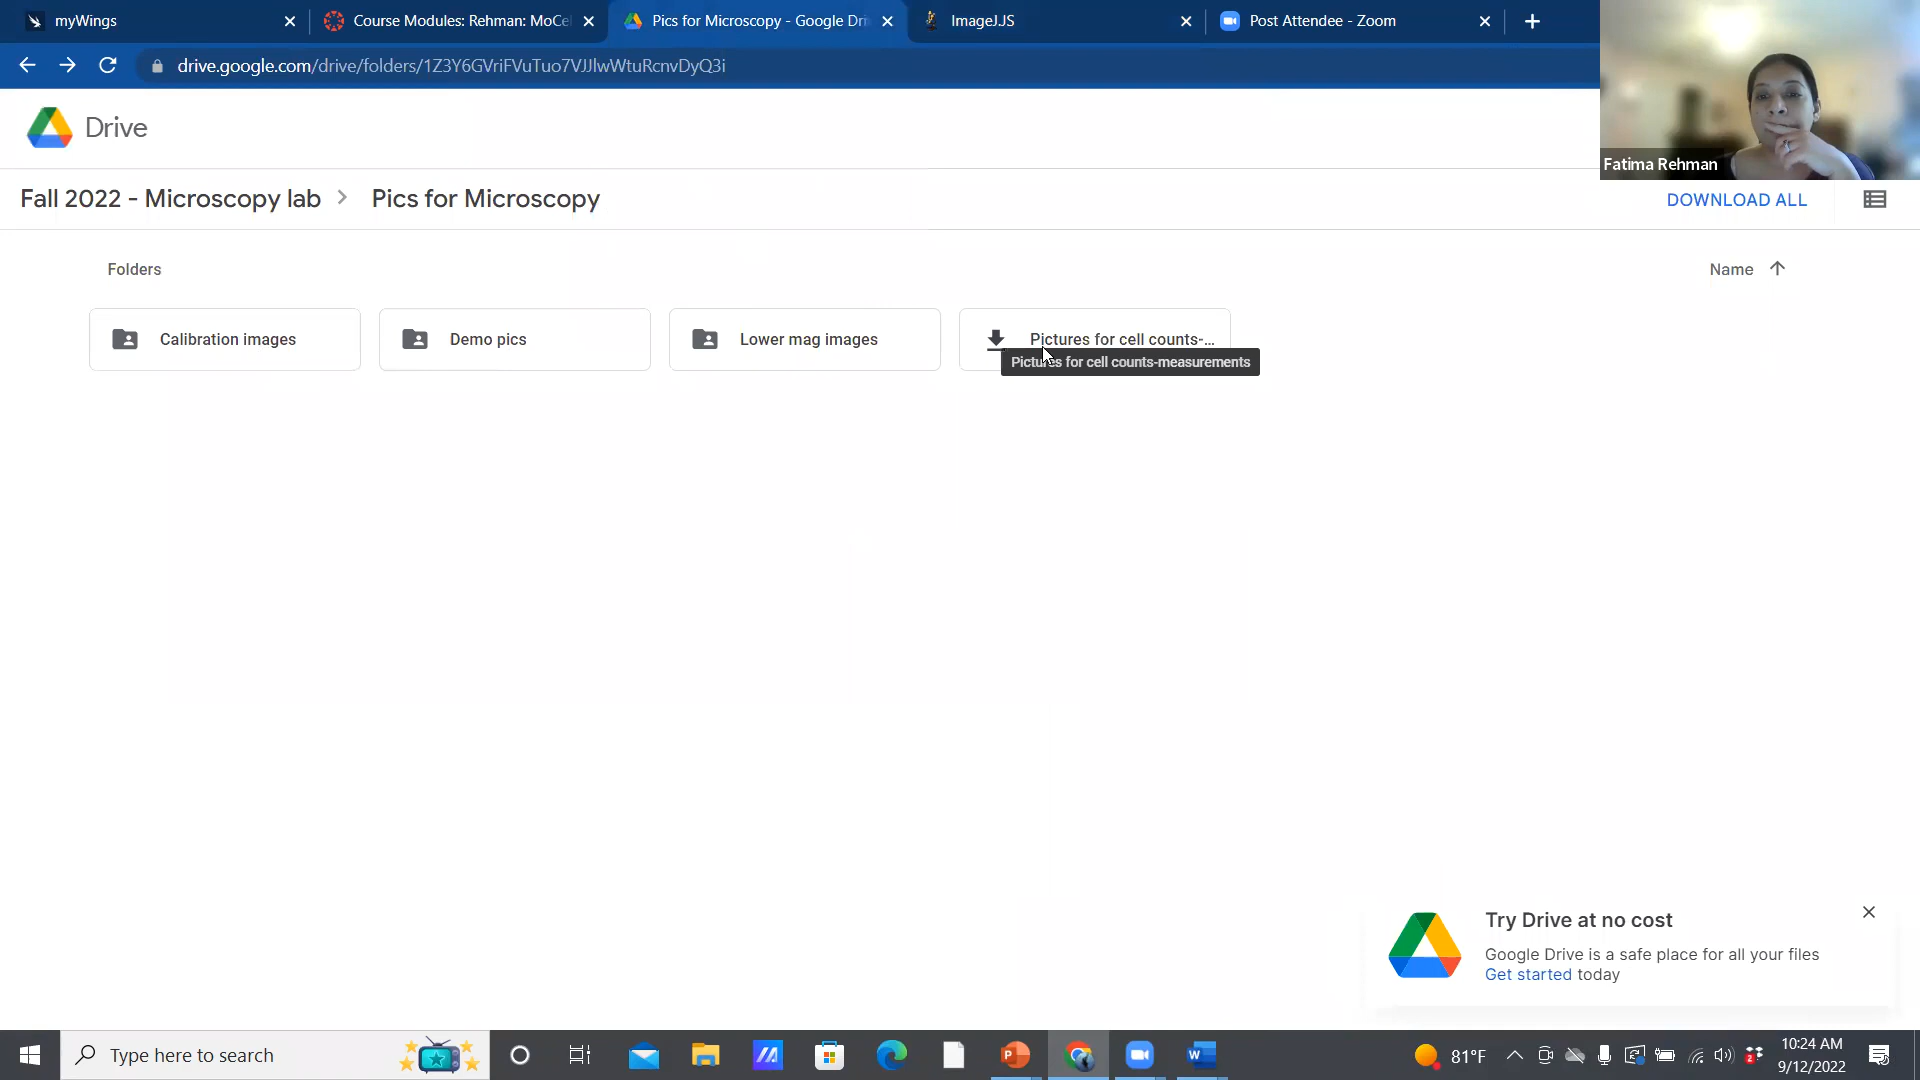 myWings
Course Modules: Rehman: MoCel
Pics for Microscopy - Google Dri
ImageJ.JS
Post Attendee - Zoom
drive.google.com/drive/folders/1Z3Y6GVriFVuTuo7VJJlwWtuRcnvDyQ3i
Fatima Rehman
Drive
Fall 2022 - Microscopy lab > Pics for Microscopy
DOWNLOAD ALL
Folders
Name
Calibration images
Demo pics
Lower mag images
Pictures for cell counts-...
Pictures for cell counts-measurements
Try Drive at no cost
Google Drive is a safe place for all your files
Get started today
Type here to search
81°F
10:24 AM
9/12/2022